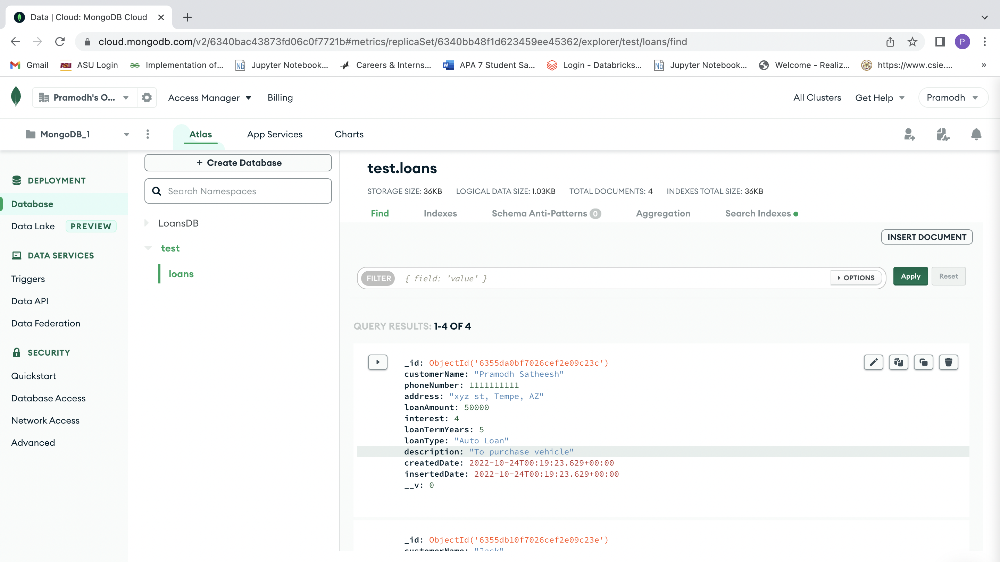 Data | Cloud: MongoDB Cloud
cloud.mongodb.com/v2/6340bac43873fd06c0f7721b#metrics/replicaSet/6340bb48f1d623459ee45362/explorer/test/loans/find
P
Gmail
ASU Login
Implementation of...
Jupyter Notebook...
Careers & Interns...
APA 7 Student Sa...
Login - Databricks...
Jupyter Notebook...
Welcome - Realiz...
https://www.csie....
»
Pramodh's O...
Access Manager
Billing
All Clusters
Get Help
Pramodh
MongoDB_1
Atlas
App Services
Charts
DEPLOYMENT
Database
Data Lake PREVIEW
DATA SERVICES
Triggers
Data API
Data Federation
SECURITY
Quickstart
Database Access
Network Access
Advanced
+ Create Database
Search Namespaces
LoansDB
test
loans
test.loans
STORAGE SIZE: 36KB LOGICAL DATA SIZE: 1.03KB TOTAL DOCUMENTS: 4 INDEXES TOTAL SIZE: 36KB
Find
Indexes
Schema Anti-Patterns 0
Aggregation
Search Indexes
INSERT DOCUMENT
FILTER { field: 'value' }
OPTIONS
Apply
Reset
QUERY RESULTS: 1-4 OF 4
_id: ObjectId('6355da0bf7026cef2e09c23c')
customerName: "Pramodh Satheesh"
phoneNumber: 1111111111
address: "xyz st, Tempe, AZ"
loanAmount: 50000
interest: 4
loanTermYears: 5
loanType: "Auto Loan"
description: "To purchase vehicle"
createdDate: 2022-10-24T00:19:23.629+00:00
insertedDate: 2022-10-24T00:19:23.629+00:00
__v: 0
_id: ObjectId('6355db10f7026cef2e09c23e')
customerName: "Jack"